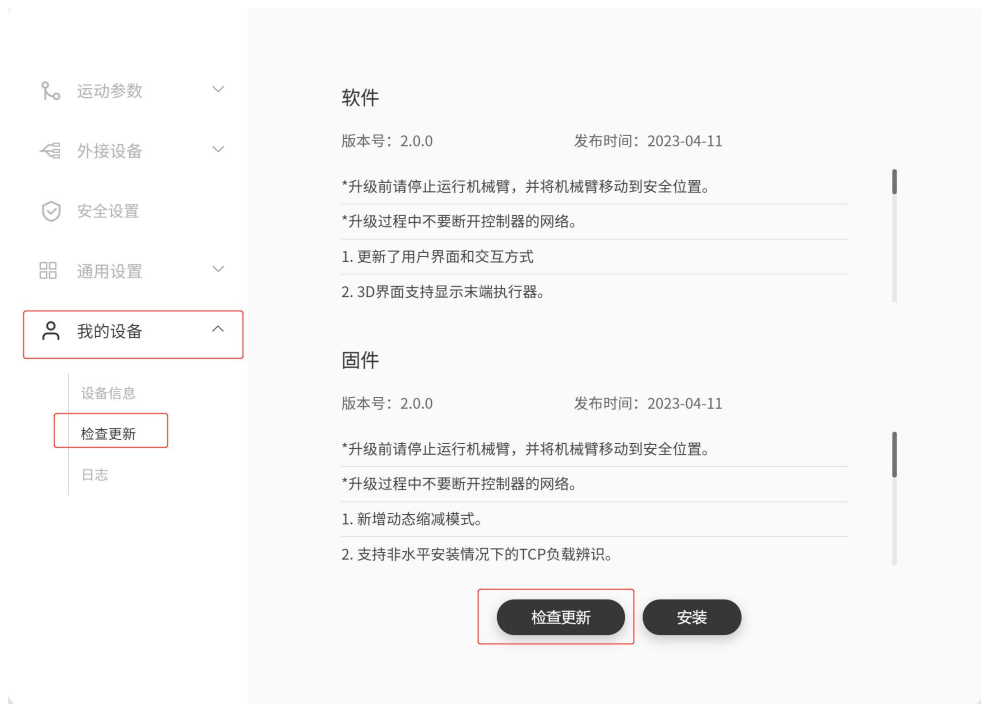 运动参数
外接设备
安全设置
通用设置
我的设备
设备信息
检查更新
日志
软件
版本号：2.0.0 发布时间：2023-04-11
*升级前请停止运行机械臂，并将机械臂移动到安全位置。
*升级过程中不要断开控制器的网络。
1. 更新了用户界面和交互方式
2. 3D界面支持显示末端执行器。
固件
版本号：2.0.0 发布时间：2023-04-11
*升级前请停止运行机械臂，并将机械臂移动到安全位置。
*升级过程中不要断开控制器的网络。
1. 新增动态缩减模式。
2. 支持非水平安装情况下的TCP负载辨识。
检查更新 安装